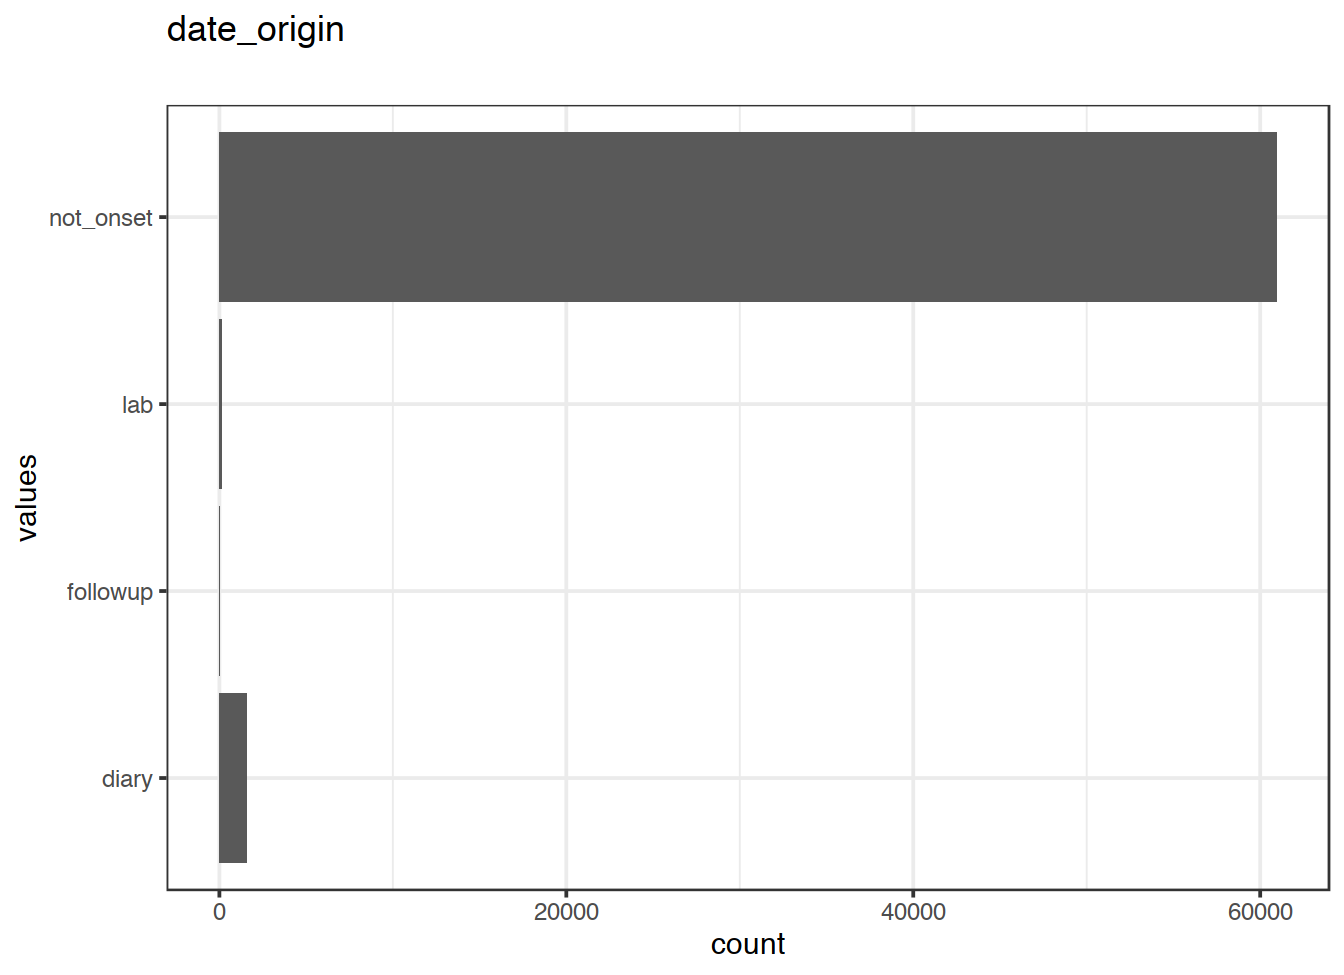 date_origin
values
not_onset
lab
followup
diary
0
20000
40000
60000
count